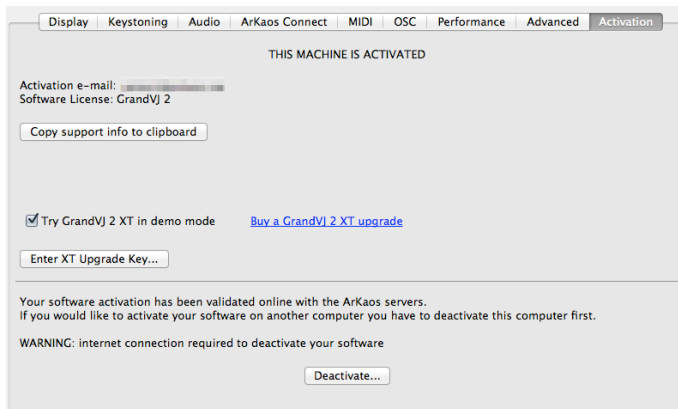 Display Keystoning Audio ArKaos Connect MIDI OSC Performance Advanced Activation
THIS MACHINE IS ACTIVATED
Activation e-mail:
Software License: GrandVJ 2
Copy support info to clipboard
Try GrandVJ 2 XT in demo mode Buy a GrandVJ 2 XT upgrade
Enter XT Upgrade Key...
Your software activation has been validated online with the ArKaos servers.
If you would like to activate your software on another computer you have to deactivate this computer first.
WARNING: internet connection required to deactivate your software
Deactivate...